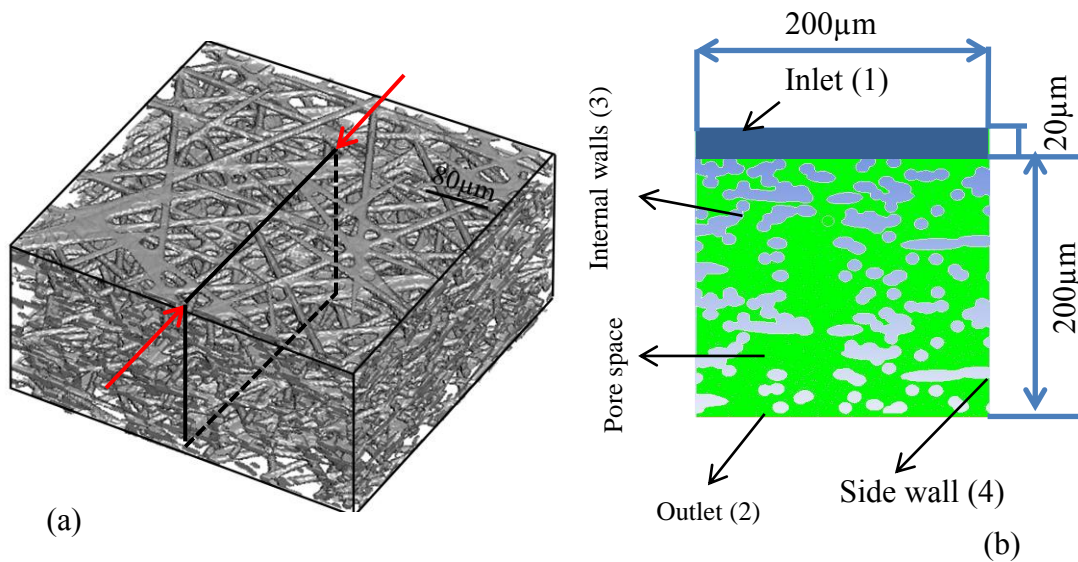 80µm
(a)
200µm
Inlet (1)
20µm
Internal walls (3)
200µm
Pore space
Side wall (4)
Outlet (2)
(b)